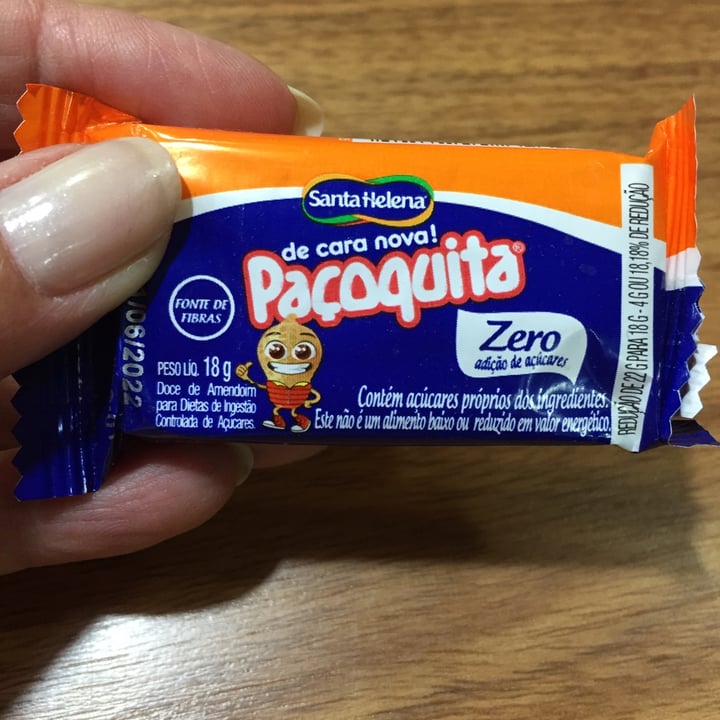 Santa Helena
de cara nova!
Paçoquita®
FONTE DE
FIBRAS
Zero
adição de açúcares
PESO LÍQ. 18 g
Doce de Amendoim
para Dietas de Ingestão
Controlada de Açúcares.
Contém açúcares próprios dos ingredientes.
Este não é um alimento baixo ou reduzido em valor energético.
REDUÇÃO DE 22 G PARA 18 G - 4 G OU 18,18% DE REDUÇÃO
/06/2022